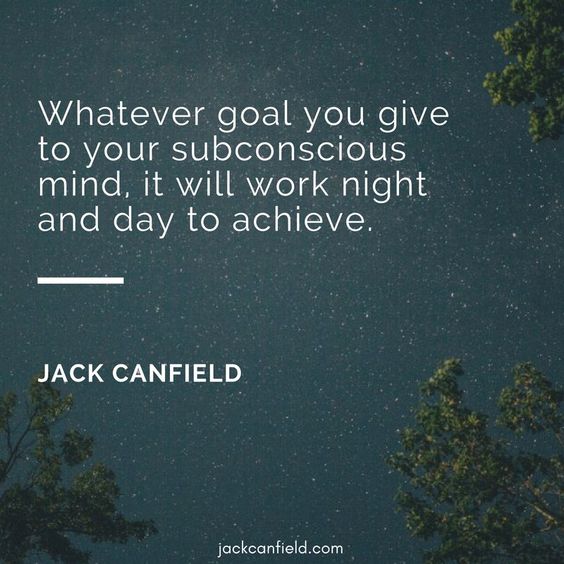 Whatever goal you give
to your subconscious
mind, it will work night
and day to achieve.
JACK CANFIELD
jackcanfield.com